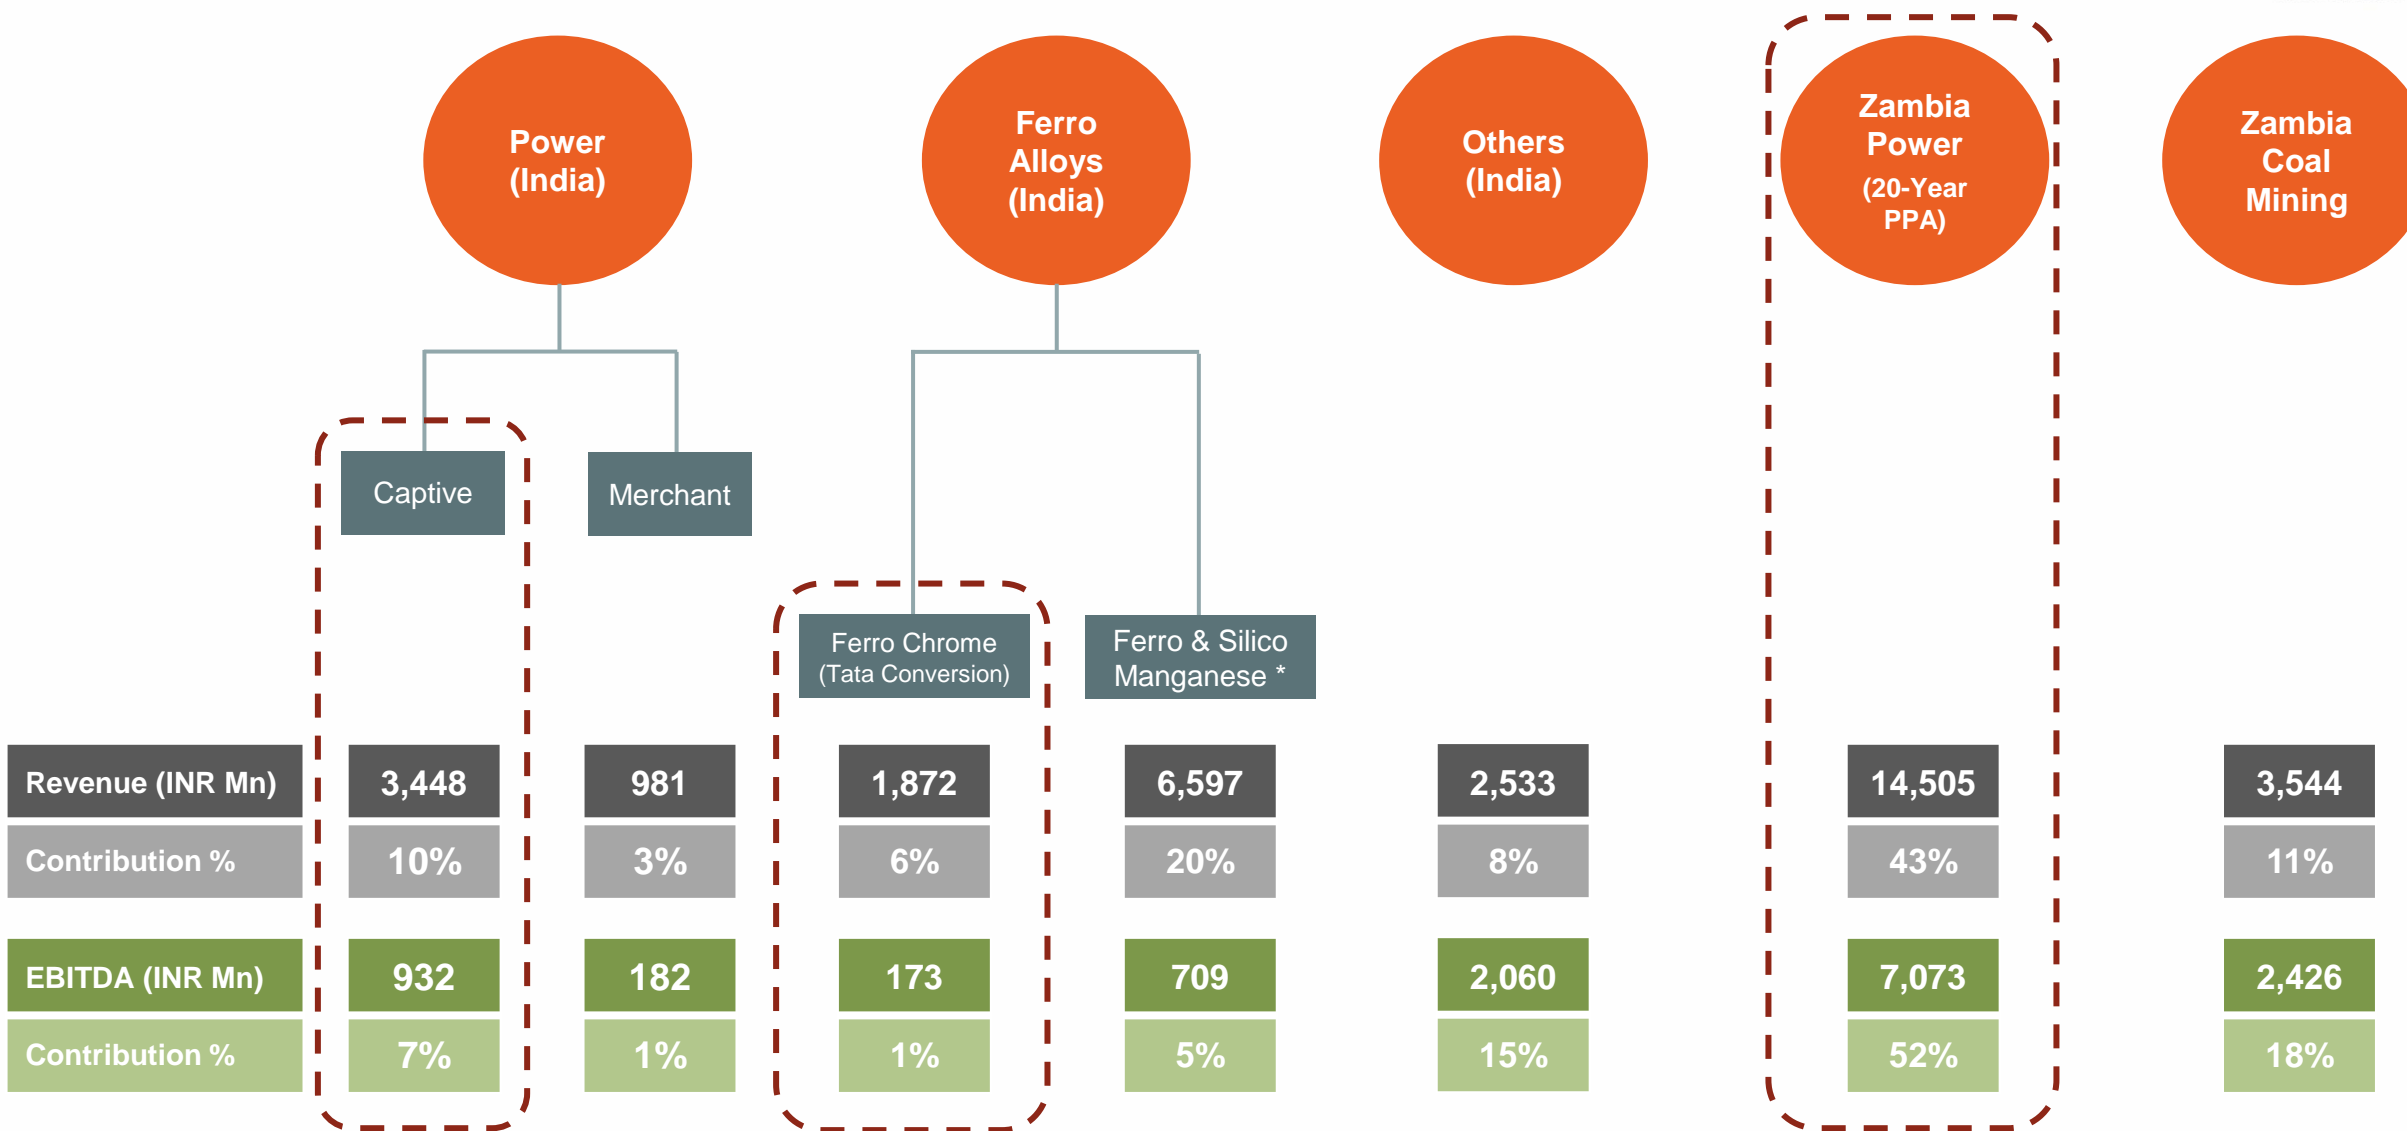 Power
(India)
Ferro
Alloys
(India)
Others
(India)
Zambia
Power
(20-Year
PPA)
Zambia
Coal
Mining
Captive
Merchant
Ferro Chrome
(Tata Conversion)
Ferro & Silico
Manganese *
Revenue (INR Mn) 3,448 981 1,872 6,597 2,533 14,505 3,544
Contribution % 10% 3% 6% 20% 8% 43% 11%
EBITDA (INR Mn) 932 182 173 709 2,060 7,073 2,426
Contribution % 7% 1% 1% 5% 15% 52% 18%